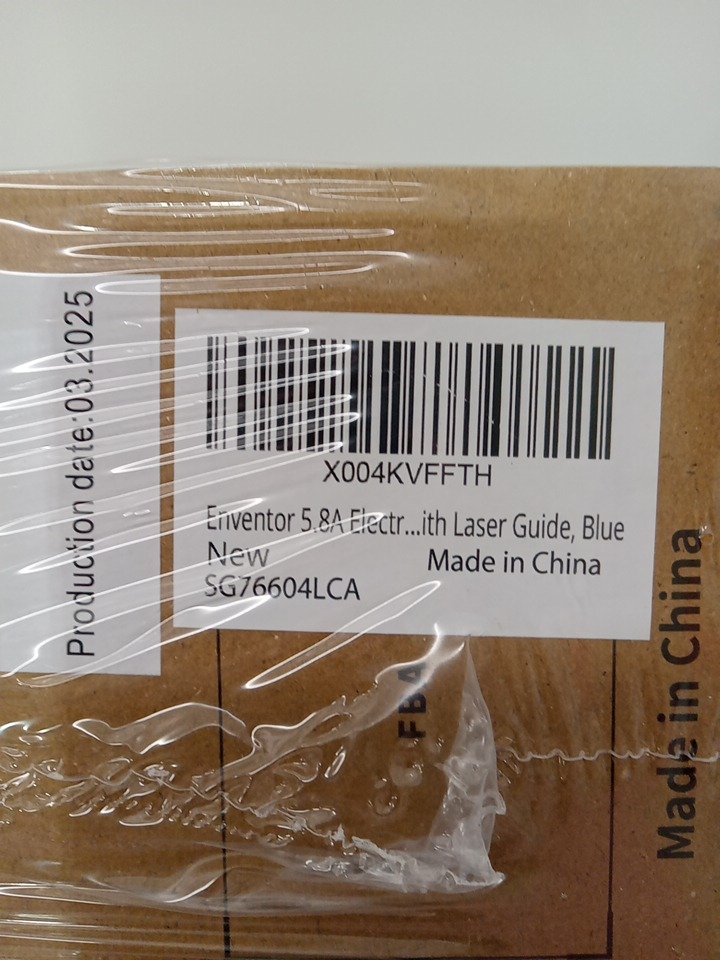 Production date:03.2025
X004KVFFTH
Enventor 5.8A Electr...ith Laser Guide, Blue
New
Made in China
SG76604LCA
FBA
Made in China